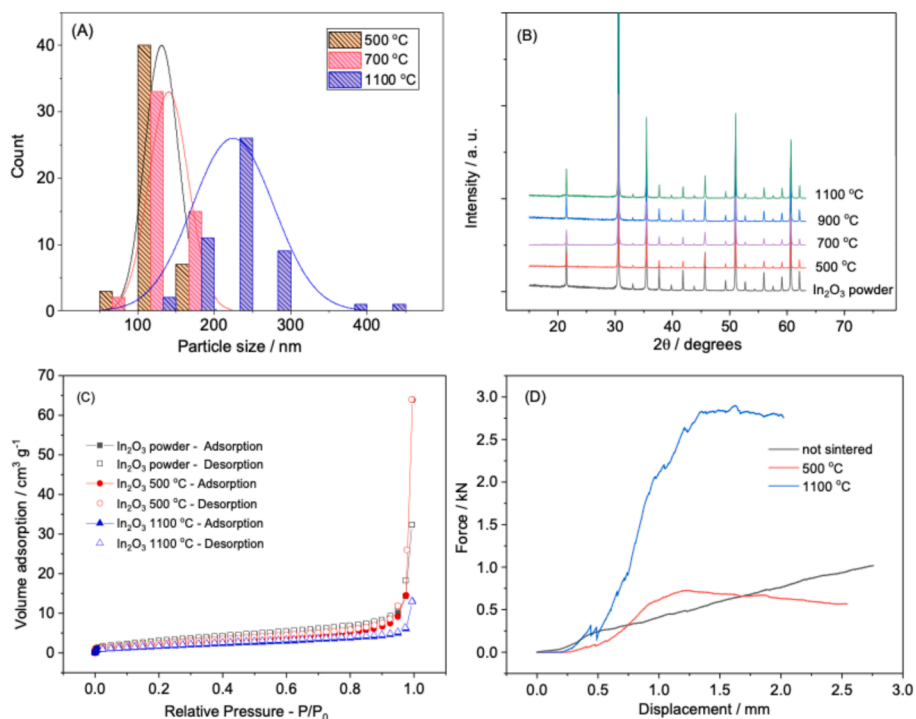 (A)
500 °C
700 °C
1100 °C
40
30
20
10
0
Count
100 200 300 400
Particle size / nm
(B)
Intensity / a. u.
1100 °C
900 °C
700 °C
500 °C
In₂O₃ powder
20 30 40 50 60 70
2θ / degrees
(C)
70
60
50
40
30
20
10
0
Volume adsorption / cm³ g⁻¹
In₂O₃ powder - Adsorption
In₂O₃ powder - Desorption
In₂O₃ 500 °C - Adsorption
In₂O₃ 500 °C - Desorption
In₂O₃ 1100 °C - Adsorption
In₂O₃ 1100 °C - Desorption
0.0 0.2 0.4 0.6 0.8 1.0
Relative Pressure - P/P₀
(D)
3.0
2.5
2.0
1.5
1.0
0.5
0.0
Force / kN
not sintered
500 °C
1100 °C
0.0 0.5 1.0 1.5 2.0 2.5 3.0
Displacement / mm